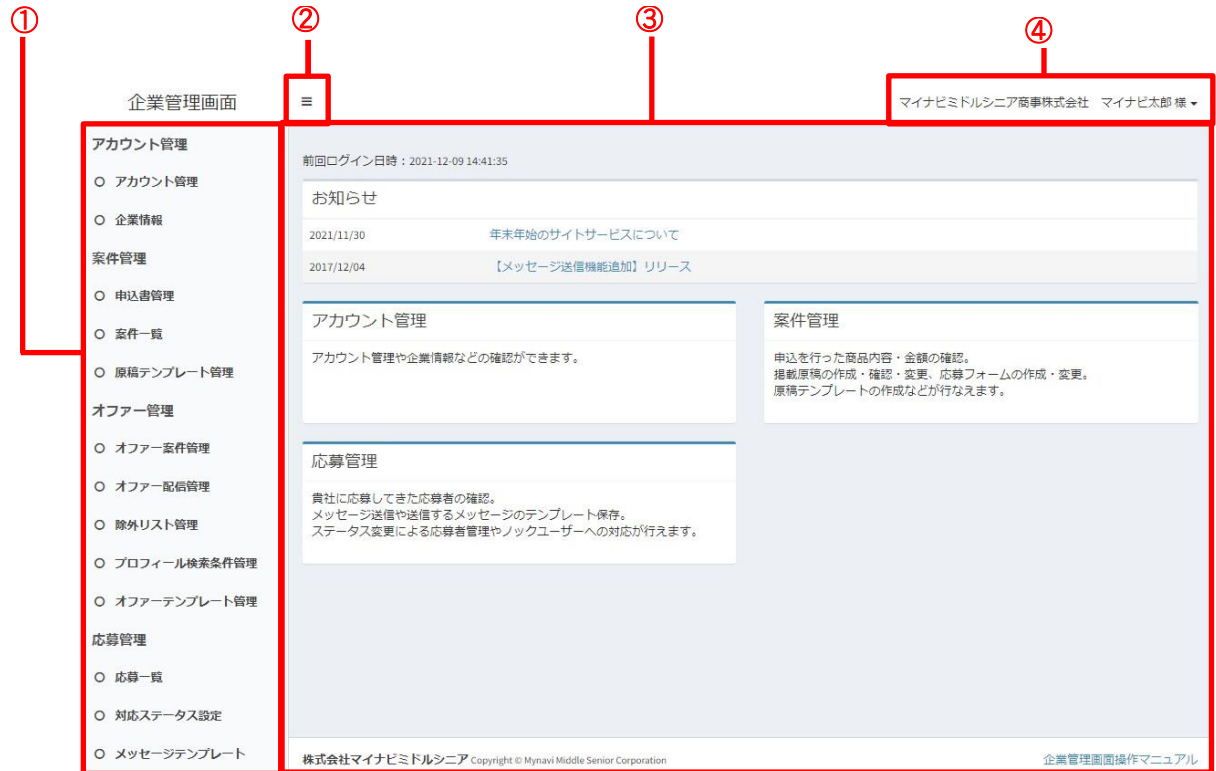 ①
②
③
④
企業管理画面
≡
マイナビミドルシニア商事株式会社 マイナビ太郎 様
アカウント管理
アカウント管理
企業情報
案件管理
申込書管理
案件一覧
原稿テンプレート管理
オファー管理
オファー案件管理
オファー配信管理
除外リスト管理
プロフィール検索条件管理
オファーテンプレート管理
応募管理
応募一覧
対応ステータス設定
メッセージテンプレート
前回ログイン日時：2021-12-09 14:41:35
お知らせ
2021/11/30 年末年始のサイトサービスについて
2017/12/04 【メッセージ送信機能追加】リリース
アカウント管理
アカウント管理や企業情報などの確認ができます。
案件管理
申込を行った商品内容・金額の確認。
掲載原稿の作成・確認・変更、応募フォームの作成・変更。
原稿テンプレートの作成などが行なえます。
応募管理
貴社に応募してきた応募者の確認。
メッセージ送信や送信するメッセージのテンプレート保存。
ステータス変更による応募者管理やノックユーザーへの対応が行えます。
株式会社マイナビミドルシニア Copyright © Mynavi Middle Senior Corporation
企業管理画面操作マニュアル